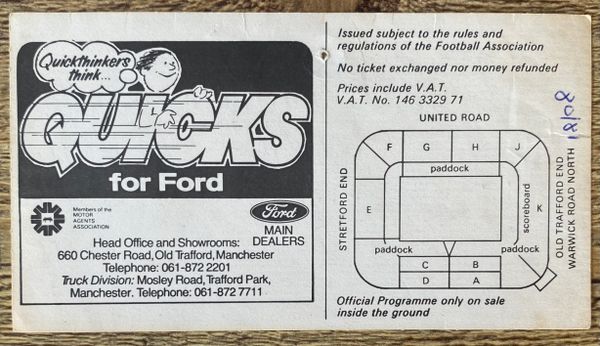 Quickthinkers
think...
QUICKS
for Ford
Members of the
MOTOR
AGENTS
ASSOCIATION
Ford
MAIN
DEALERS
Head Office and Showrooms:
660 Chester Road, Old Trafford, Manchester
Telephone: 061-872 2201
Truck Division: Mosley Road, Trafford Park,
Manchester. Telephone: 061-872 7711
Issued subject to the rules and
regulations of the Football Association
No ticket exchanged nor money refunded
Prices include V.A.T.
V.A.T. No. 146 3329 71
80/81
UNITED ROAD
F G H J
paddock
STRETFORD END
E
scoreboard
K
OLD TRAFFORD END
WARWICK ROAD NORTH
paddock
paddock
C B
D A
Official Programme only on sale
inside the ground